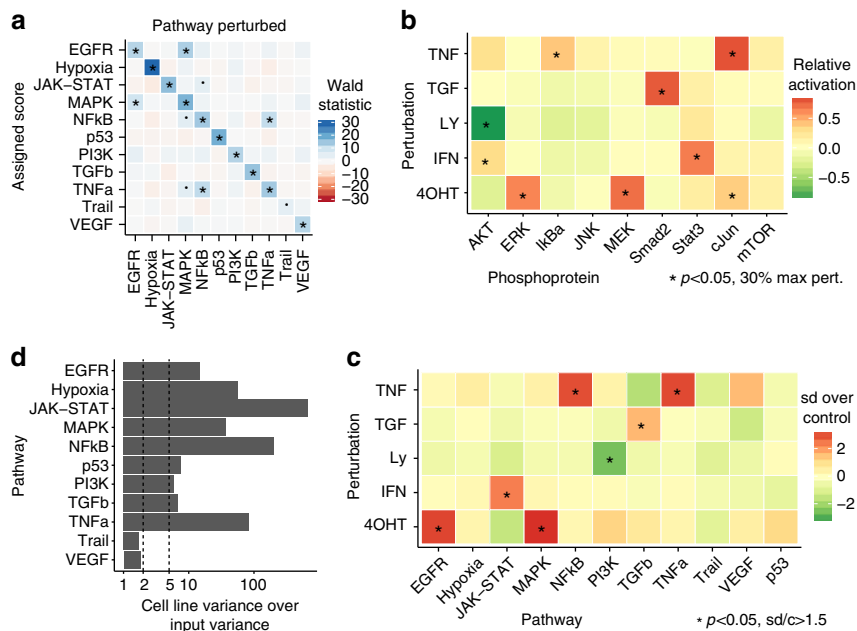 a
Pathway perturbed
Assigned score
EGFR
Hypoxia
JAK−STAT
MAPK
NFkB
p53
PI3K
TGFb
TNFa
Trail
VEGF
EGFR
Hypoxia
JAK−STAT
MAPK
NFkB
p53
PI3K
TGFb
TNFa
Trail
VEGF
Wald
statistic
30
20
10
0
−10
−20
−30
b
Perturbation
TNF
TGF
LY
IFN
4OHT
AKT
ERK
IkBa
JNK
MEK
Smad2
Stat3
cJun
mTOR
Phosphoprotein
* p<0.05, 30% max pert.
Relative
activation
0.5
0.0
−0.5
d
Pathway
EGFR
Hypoxia
JAK−STAT
MAPK
NFkB
p53
PI3K
TGFb
TNFa
Trail
VEGF
1 2 5 10 100
Cell line variance over
input variance
c
Perturbation
TNF
TGF
Ly
IFN
4OHT
EGFR
Hypoxia
JAK−STAT
MAPK
NFkB
PI3K
TGFb
TNFa
Trail
VEGF
p53
Pathway
* p<0.05, sd/c>1.5
sd over
control
2
0
−2